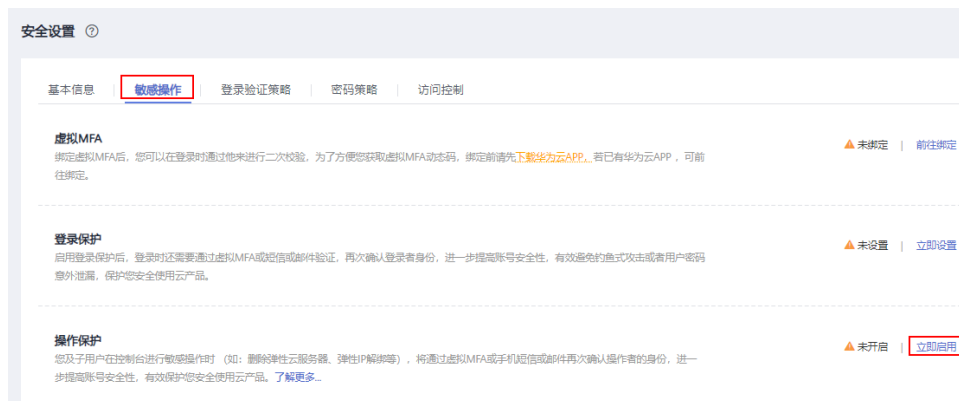 安全设置 ?
基本信息 | 敏感操作 | 登录验证策略 | 密码策略 | 访问控制
虚拟MFA
绑定虚拟MFA后，您可以在登录时通过他来进行二次校验，为了方便您获取虚拟MFA动态码，绑定前请先下载华为云APP，若已有华为云APP ，可前
往绑定。
未绑定 | 前往绑定
登录保护
启用登录保护后，登录时还需要通过虚拟MFA或短信或邮件验证，再次确认登录者身份，进一步提高账号安全性，有效避免钓鱼式攻击或者用户密码
意外泄漏，保护您安全使用云产品。
未设置 | 立即设置
操作保护
您及子用户在控制台进行敏感操作时 （如：删除弹性云服务器、弹性IP解绑等），将通过虚拟MFA或手机短信或邮件再次确认操作者的身份，进一
步提高账号安全性，有效保护您安全使用云产品。了解更多...
未开启 | 立即启用